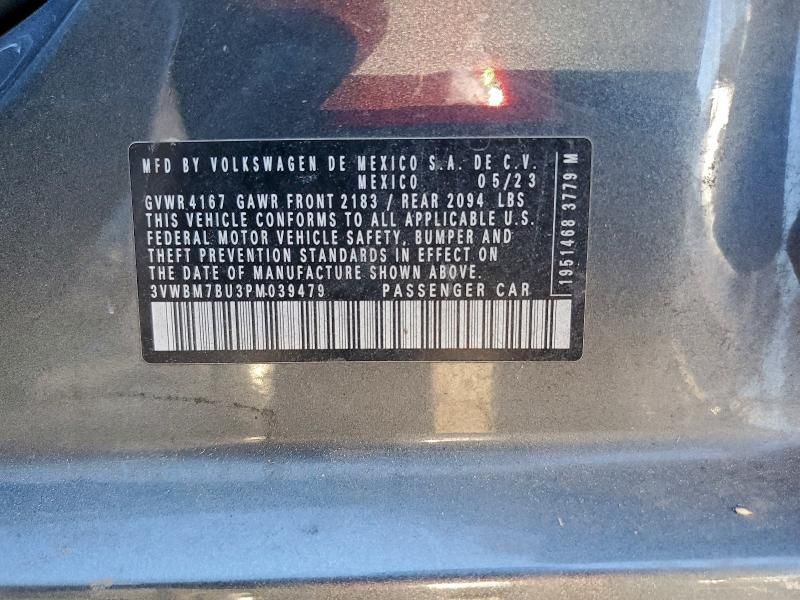 MFD BY VOLKSWAGEN DE MEXICO S.A. DE C.V.
MEXICO 05/23
GVWR 4167 GAWR FRONT 2183 / REAR 2094 LBS
THIS VEHICLE CONFORMS TO ALL APPLICABLE U.S.
FEDERAL MOTOR VEHICLE SAFETY, BUMPER AND
THEFT PREVENTION STANDARDS IN EFFECT ON
THE DATE OF MANUFACTURE SHOWN ABOVE.
3VWBM7BU3PM039479 PASSENGER CAR
1951468 3779 M